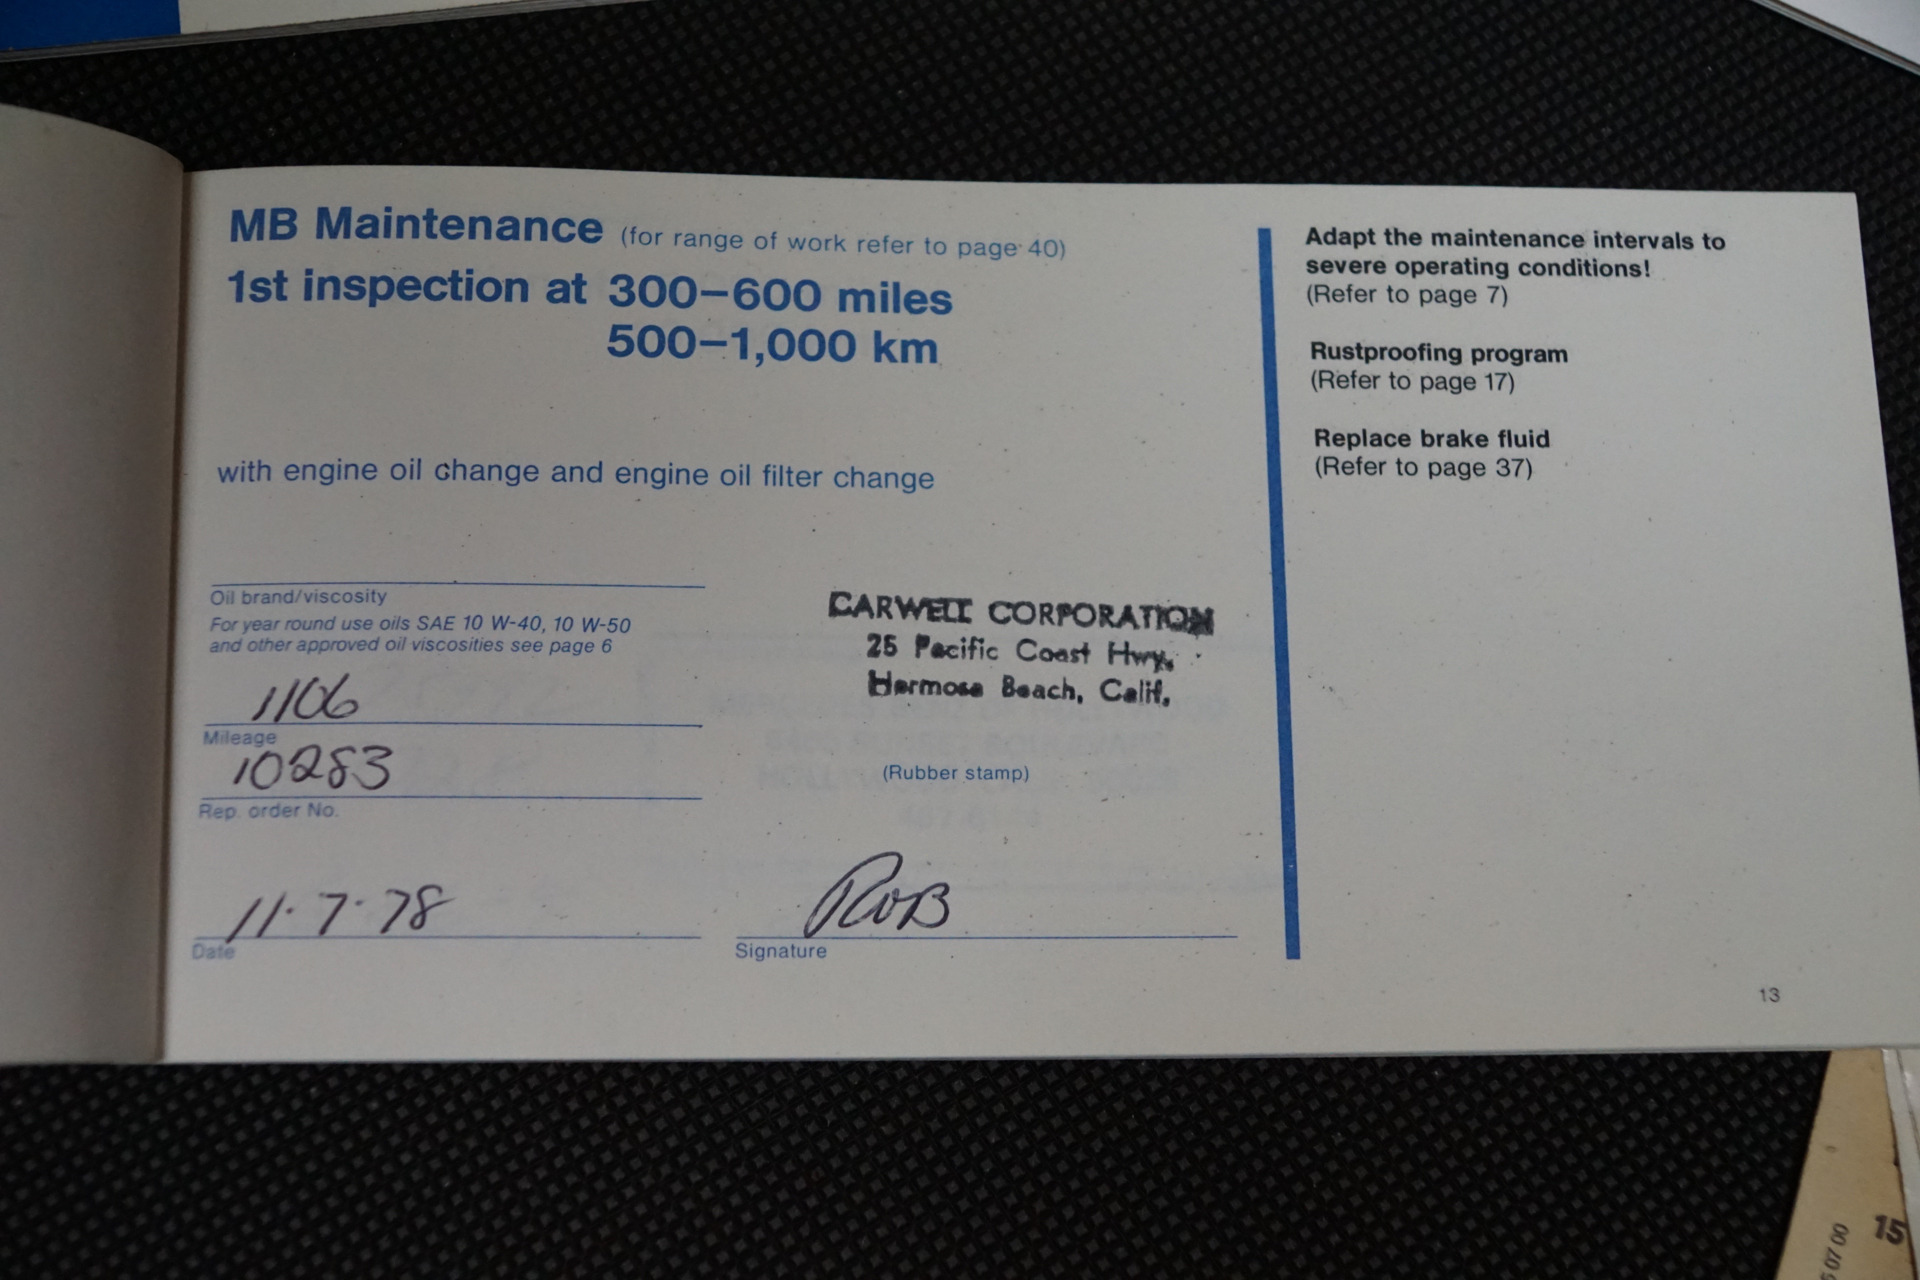 MB Maintenance (for range of work refer to page 40)
1st inspection at 300–600 miles
500–1,000 km
with engine oil change and engine oil filter change
Oil brand/viscosity
For year round use oils SAE 10 W-40, 10 W-50
and other approved oil viscosities see page 6
1106
Mileage
10283
Rep. order No.
11·7·78
Date
CARWELL CORPORATION
25 Pacific Coast Hwy.
Hermosa Beach, Calif.
(Rubber stamp)
ROB
Signature
Adapt the maintenance intervals to
severe operating conditions!
(Refer to page 7)
Rustproofing program
(Refer to page 17)
Replace brake fluid
(Refer to page 37)
13
15
07 00